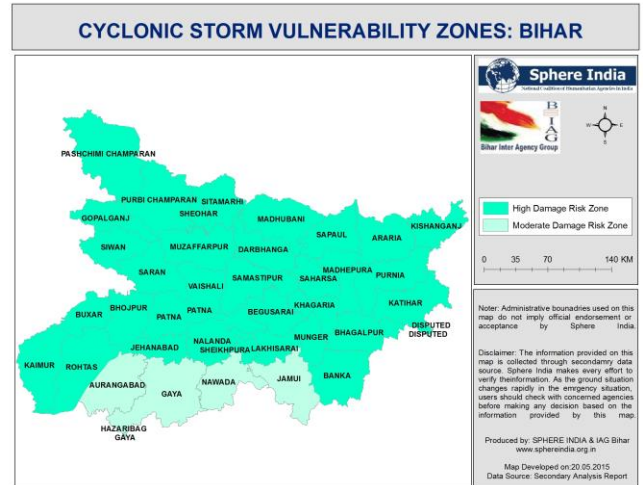 CYCLONIC STORM VULNERABILITY ZONES: BIHAR
Sphere India
National Coalition of Humanitarian Agencies in India
B
I
A
G
Bihar Inter Agency Group
N
W
E
S
High Damage Risk Zone
Moderate Damage Risk Zone
0 35 70 140 KM
PASHCHIMI CHAMPARAN
PURBI CHAMPARAN
SITAMARHI
SHEOHAR
GOPALGANJ
MADHUBANI
KISHANGANJ
SAPAUL
ARARIA
SIWAN
MUZAFFARPUR
DARBHANGA
SARAN
MADHEPURA
SAMASTIPUR
SAHARSA
PURNIA
VAISHALI
KATIHAR
BHOJPUR
BUXAR
PATNA
PATNA
BEGUSARAI
KHAGARIA
DISPUTED
DISPUTED
JEHANABAD
NALANDA
MUNGER
BHAGALPUR
SHEIKHPURA
LAKHISARAI
KAIMUR
ROHTAS
AURANGABAD
GAYA
NAWADA
JAMUI
BANKA
HAZARIBAG
GAYA
Noter: Administrative bounadries used on this
map do not imply official endorsement or
acceptance by Sphere India.
Disclaimer: The information provided on this
map is collected through secondamry data
source. Sphere India makes every effort to
verify theinformation. As the ground situation
changes rapidly in the emrgency situation,
users should check with concerned agencies
before making any decision based on the
information provided by this map.
Produced by: SPHERE INDIA & IAG Bihar
www.sphereindia.org.in
Map Developed on:20.05.2015
Data Source: Secondary Analysis Report